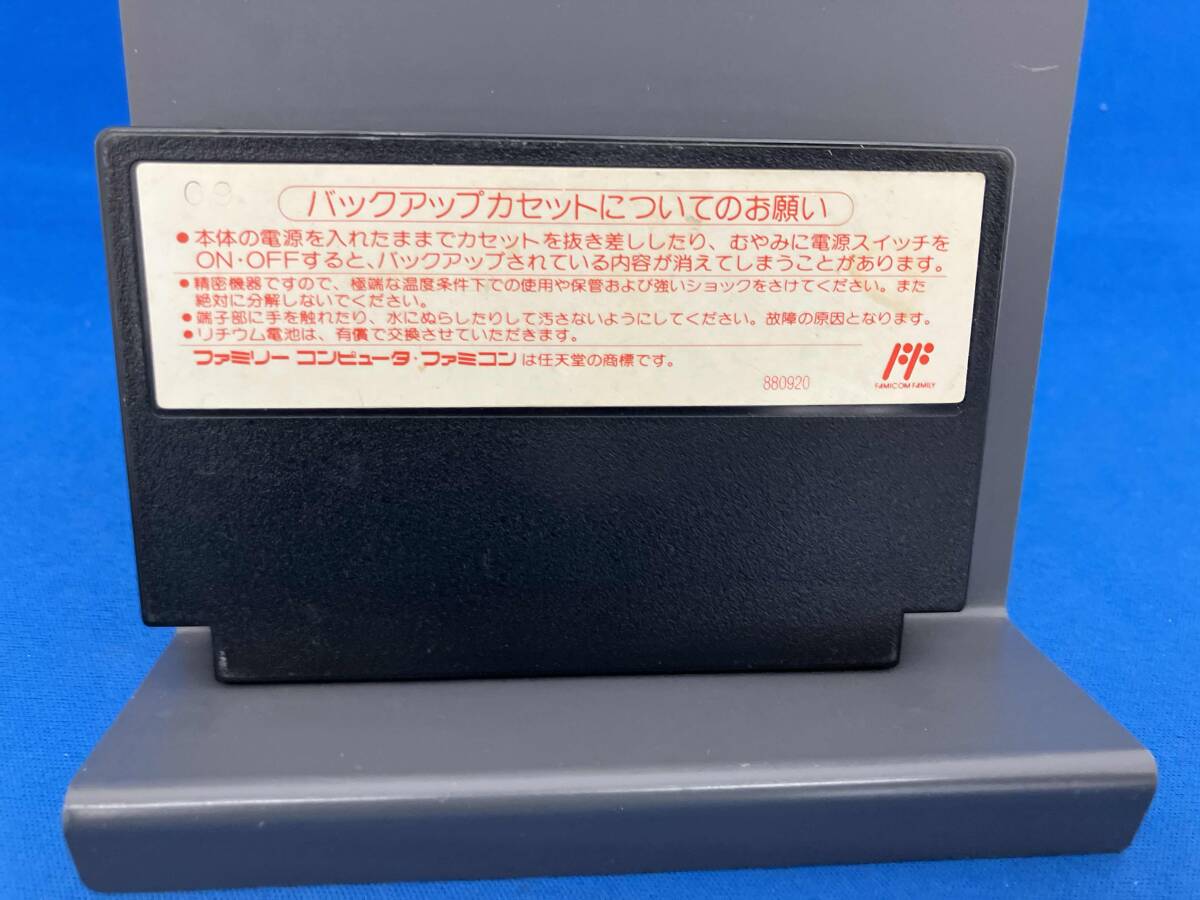 09
バックアップカセットについてのお願い
●本体の電源を入れたままでカセットを抜き差ししたり、むやみに電源スイッチを
ON・OFFすると、バックアップされている内容が消えてしまうことがあります。
●精密機器ですので、極端な温度条件下での使用や保管および強いショックをさけてください。また
絶対に分解しないでください。
●端子部に手を触れたり、水にぬらしたりして汚さないようにしてください。故障の原因となります。
●リチウム電池は、有償で交換させていただきます。
ファミリー コンピュータ・ファミコンは任天堂の商標です。
FF
FAMICOM FAMILY
880920